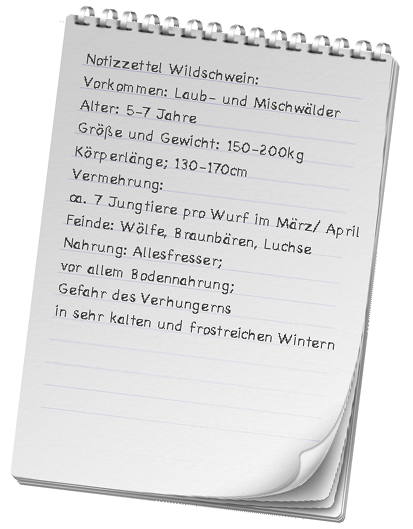 Notizzettel Wildschwein:
Vorkommen: Laub- und Mischwälder
Alter: 5-7 Jahre
Größe und Gewicht: 150-200kg
Körperlänge; 130-170cm
Vermehrung:
ca. 7 Jungtiere pro Wurf im März/ April
Feinde: Wölfe, Braunbären, Luchse
Nahrung: Allesfresser;
vor allem Bodennahrung;
Gefahr des Verhungerns
in sehr kalten und frostreichen Wintern